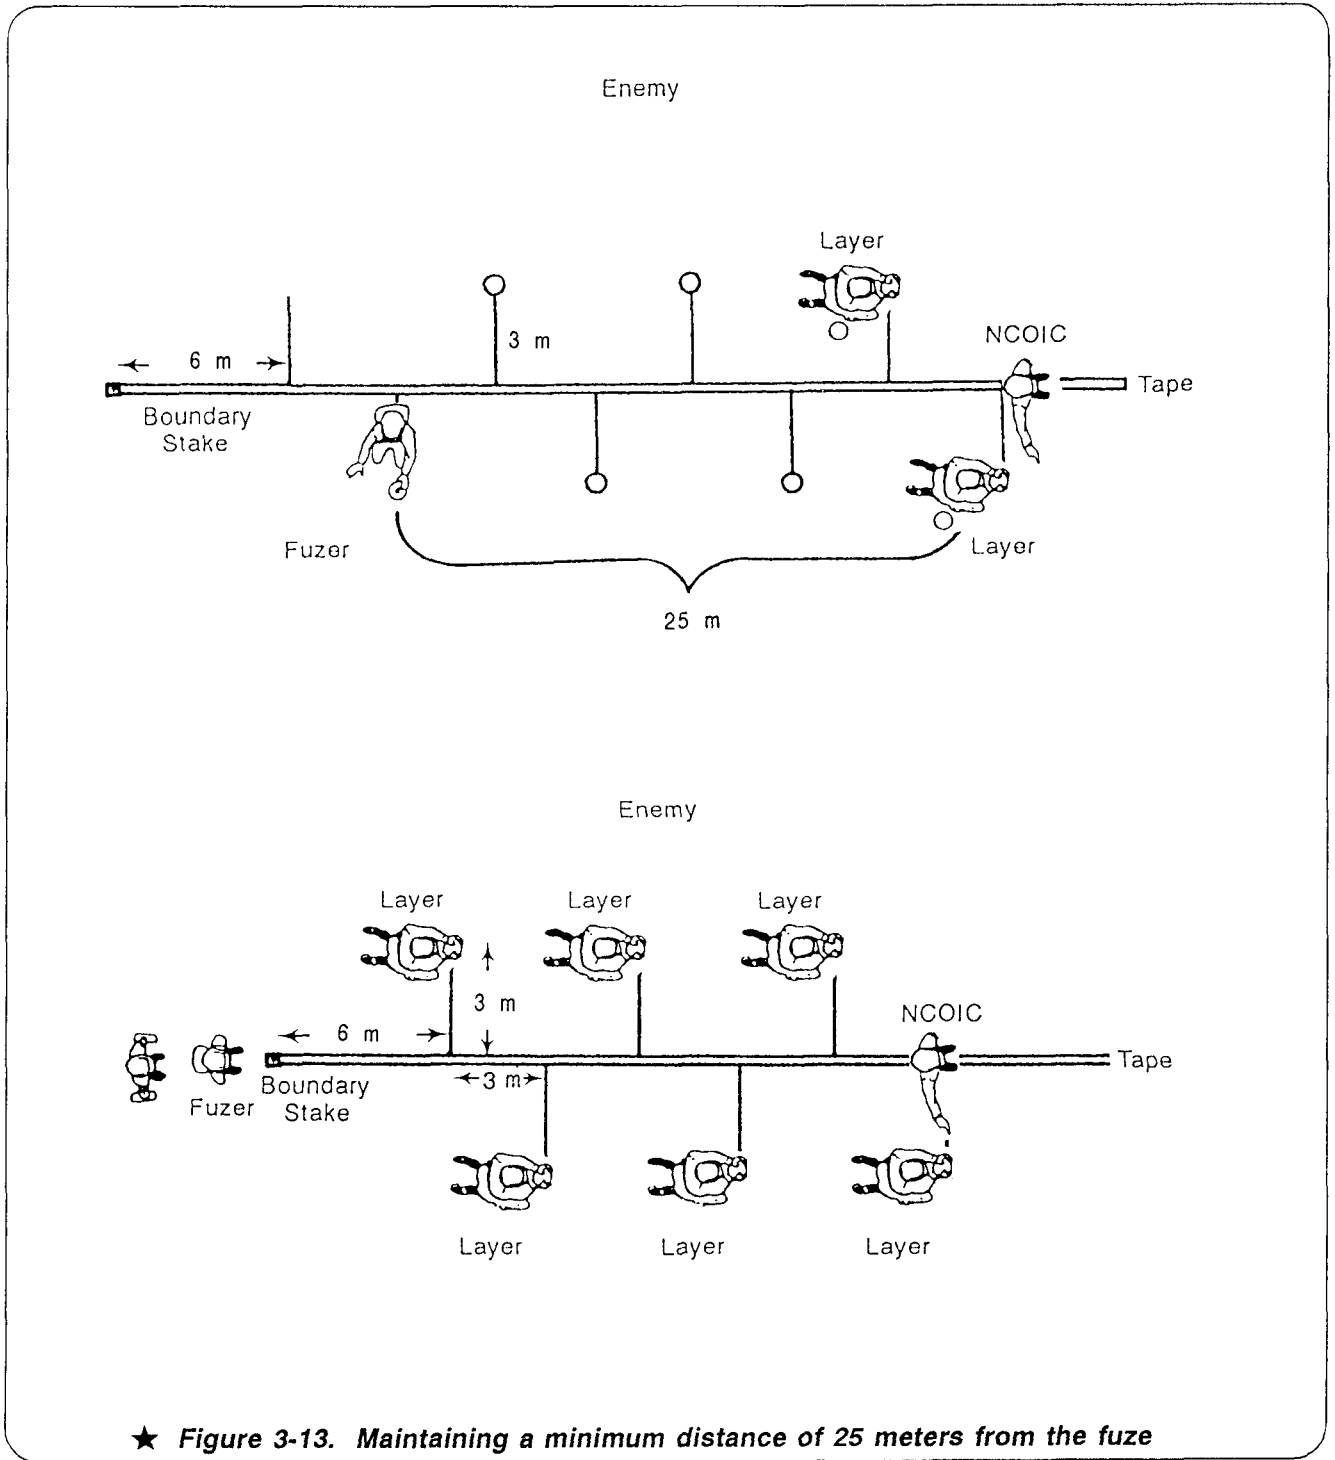 Enemy
Layer
NCOIC
3 m
6 m
Tape
Boundary
Stake
Fuzer
Layer
25 m
Enemy
Layer Layer Layer
3 m
NCOIC
6 m
Tape
3 m
Boundary
Stake
Fuzer
Layer Layer Layer
★ Figure 3-13. Maintaining a minimum distance of 25 meters from the fuze